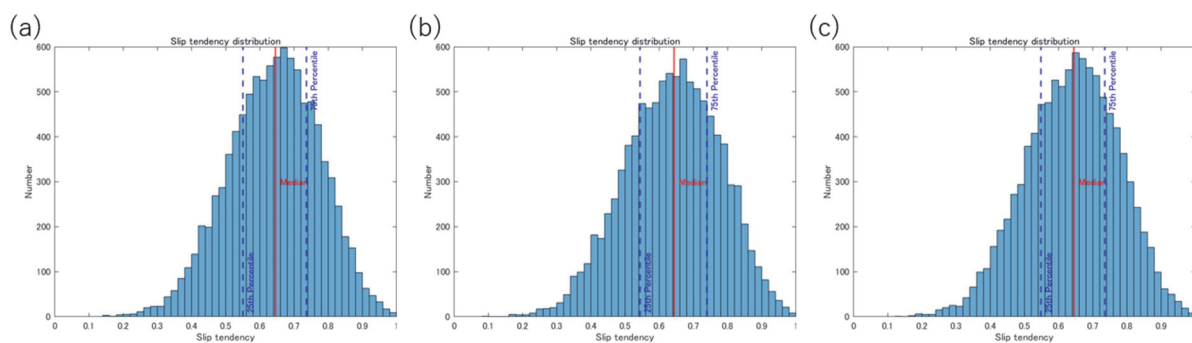 (a)
Slip tendency distribution
600
500
400
300
200
100
0
Number
25th Percentile
Median
75th Percentile
0 0.1 0.2 0.3 0.4 0.5 0.6 0.7 0.8 0.9 1
Slip tendency
(b)
Slip tendency distribution
600
500
400
300
200
100
0
Number
25th Percentile
Median
75th Percentile
0 0.1 0.2 0.3 0.4 0.5 0.6 0.7 0.8 0.9 1
Slip tendency
(c)
Slip tendency distribution
600
500
400
300
200
100
0
Number
25th Percentile
Median
75th Percentile
0 0.1 0.2 0.3 0.4 0.5 0.6 0.7 0.8 0.9
Slip tendency